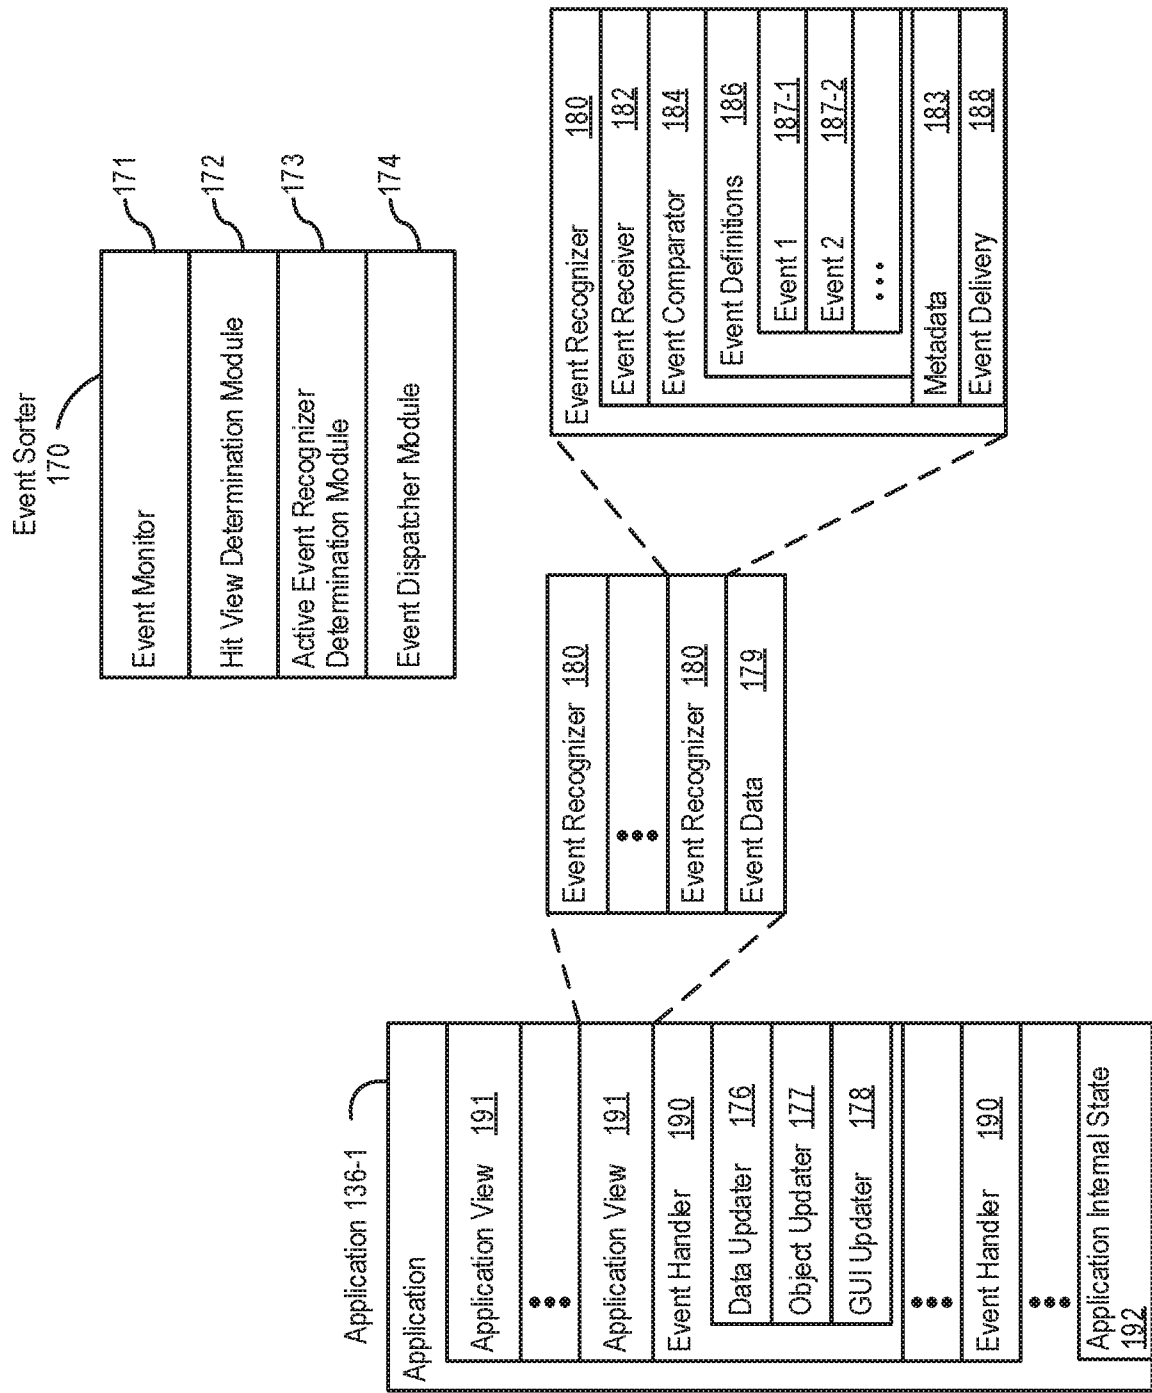 Event Sorter
170
Event Monitor
171
Hit View Determination Module
172
Active Event Recognizer
Determination Module
173
Event Dispatcher Module
174
Application 136-1
Application
Application View 191
Application View 191
Event Handler 190
Data Updater 176
Object Updater 177
GUI Updater 178
Event Handler 190
Application Internal State
192
Event Recognizer 180
Event Recognizer 180
Event Data 179
Event Recognizer 180
Event Receiver 182
Event Comparator 184
Event Definitions 186
Event 1 187-1
Event 2 187-2
Metadata 183
Event Delivery 188